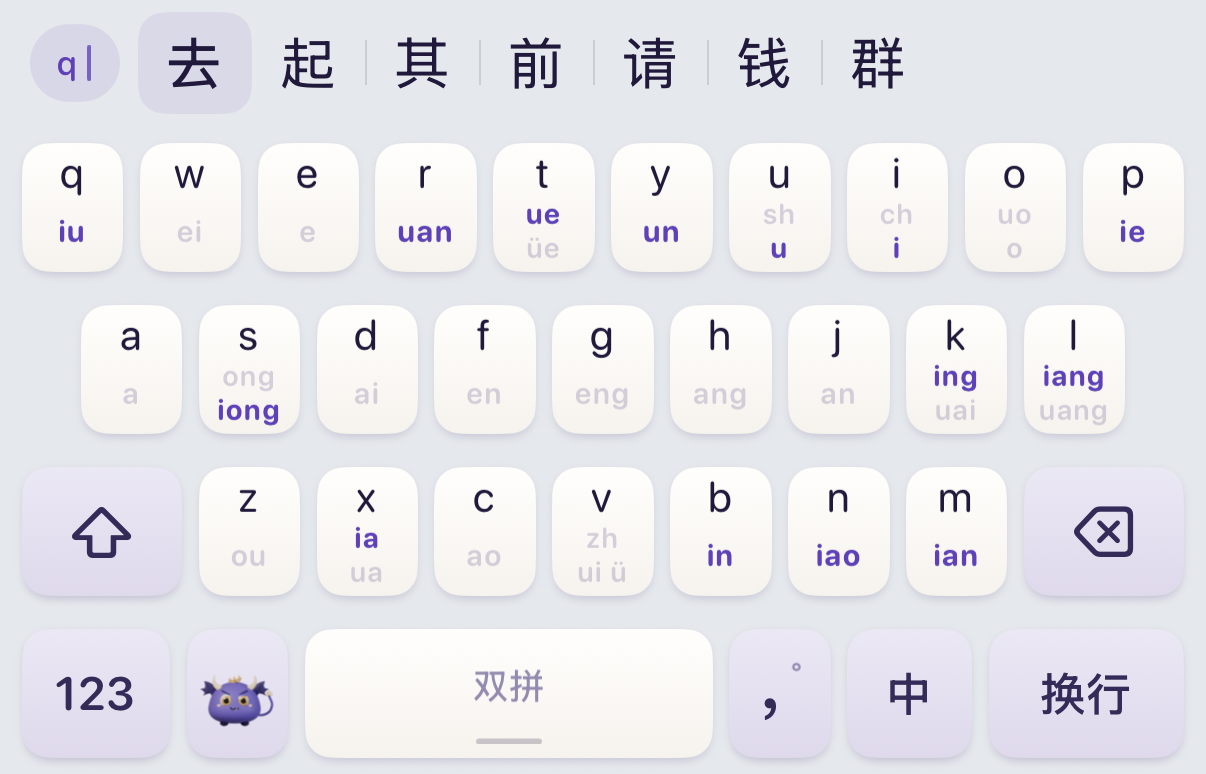 q 去 起 其 前 请 钱 群
q w e r t y u i o p
iu ei e uan ue üe un sh u ch i uo o ie
a s d f g h j k l
a ong iong ai en eng ang an ing uai iang uang
z x c v b n m
ou ia ua ao zh ui ü in iao ian
123 双拼 ， 。 中 换行